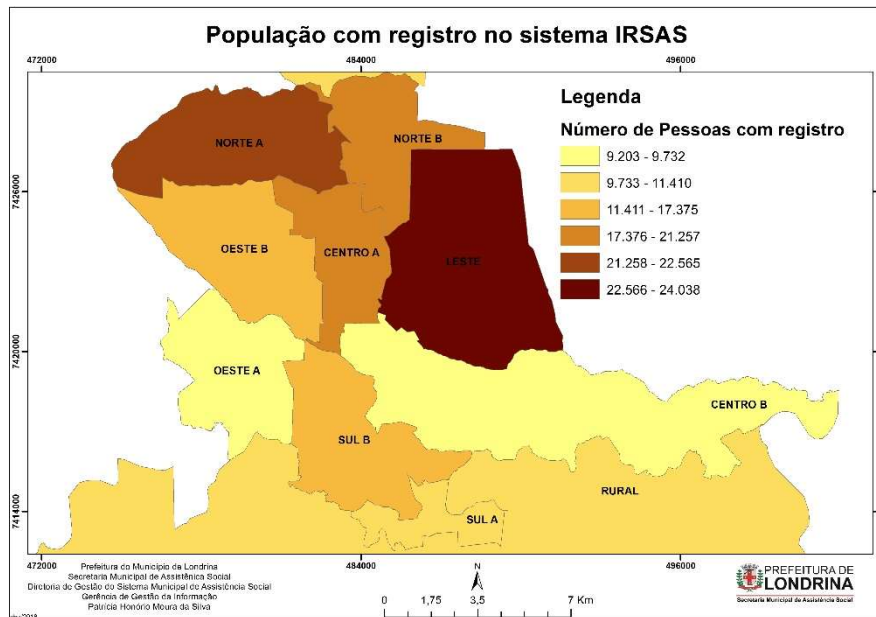 População com registro no sistema IRSAS
472000
484000
496000
Legenda
Número de Pessoas com registro
9.203 - 9.732
9.733 - 11.410
11.411 - 17.375
17.376 - 21.257
21.258 - 22.565
22.566 - 24.038
NORTE A
NORTE B
7426000
OESTE B
CENTRO A
LESTE
7420000
OESTE A
CENTRO B
SUL B
RURAL
7414000
SUL A
472000
484000
496000
Prefeitura do Município de Londrina
Secretaria Municipal de Assistência Social
Diretoria de Gestão do Sistema Municipal de Assistência Social
Gerência de Gestão da Informação
Patrícia Honório Moura da Silva
N
0 1,75 3,5 7 Km
PREFEITURA DE
LONDRINA
Secretaria Municipal de Assistência Social